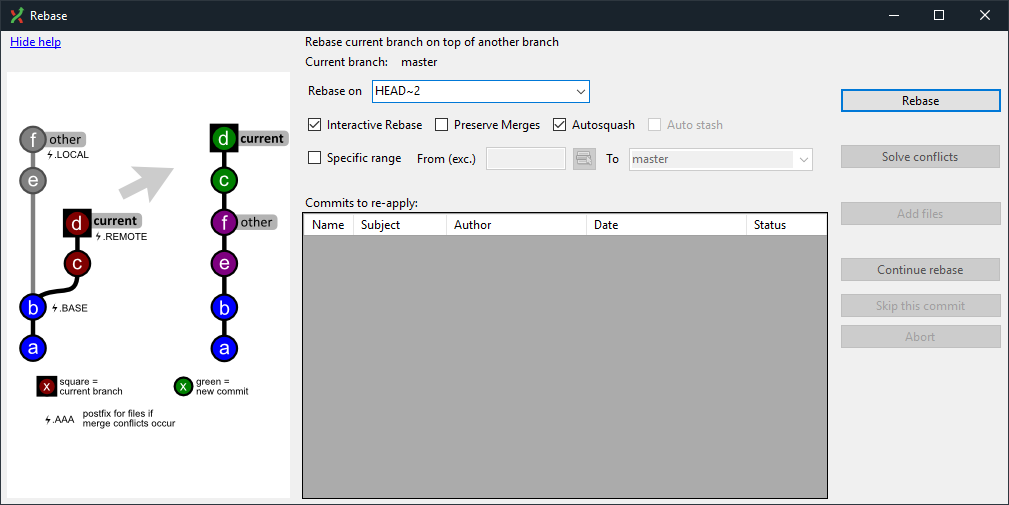 Rebase
Hide help
f other
⚡.LOCAL
e
d current
⚡.REMOTE
c
b ⚡.BASE
a
d current
c
f other
e
b
a
x square =
current branch
x green =
new commit
⚡.AAA postfix for files if
merge conflicts occur
Rebase current branch on top of another branch
Current branch: master
Rebase on HEAD~2
Interactive Rebase Preserve Merges Autosquash Auto stash
Specific range From (exc.) To master
Commits to re-apply:
Name Subject Author Date Status
Rebase
Solve conflicts
Add files
Continue rebase
Skip this commit
Abort